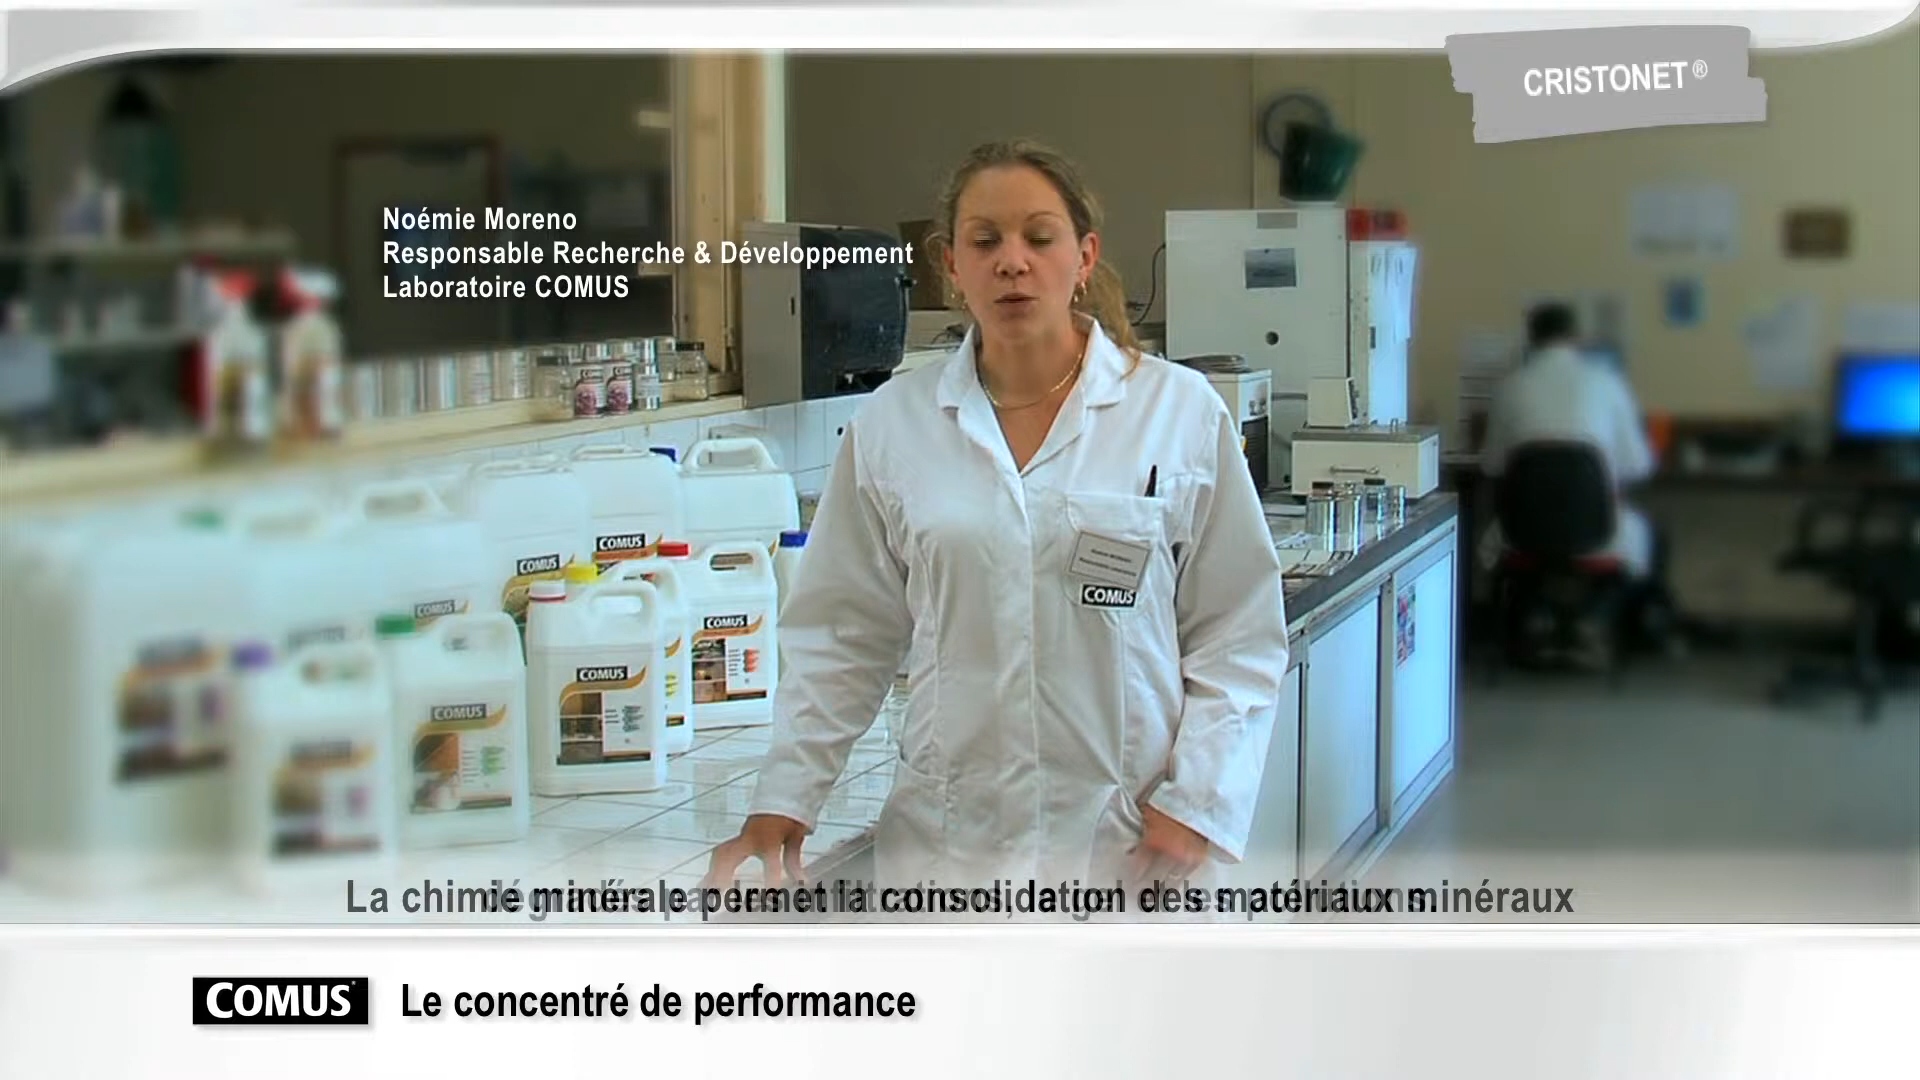 CRISTONET®
Noémie Moreno
Responsable Recherche & Développement
Laboratoire COMUS
COMUS
COMUS
COMUS
COMUS
COMUS
COMUS
COMUS
La chimie minérale permet la consolidation des matériaux minéraux
COMUS
Le concentré de performance